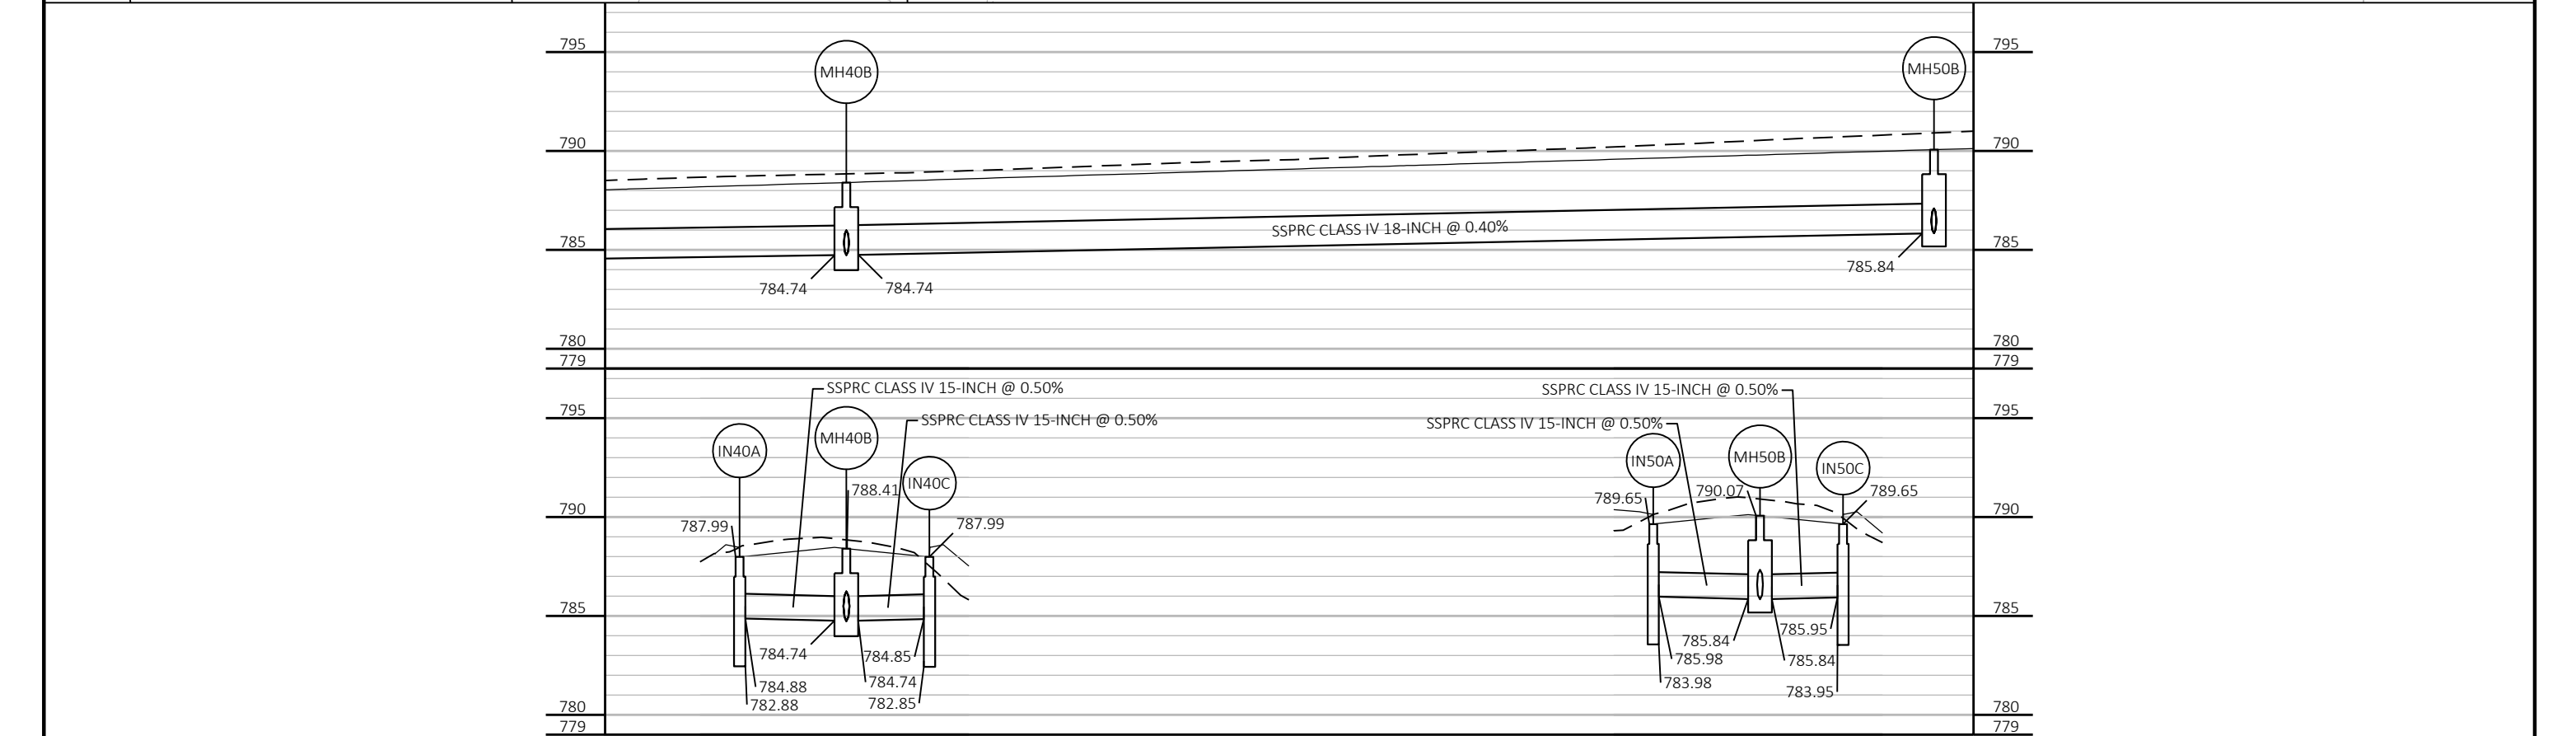 795 795
MH40B MH50B
790 790
SSPRC CLASS IV 18-INCH @ 0.40%
785 785
785.84
784.74 784.74
780 780
779 779
SSPRC CLASS IV 15-INCH @ 0.50% SSPRC CLASS IV 15-INCH @ 0.50%
795 795
SSPRC CLASS IV 15-INCH @ 0.50% SSPRC CLASS IV 15-INCH @ 0.50%
IN40A MH40B IN50A MH50B IN50C
IN40C
788.41 789.65 790.07 789.65
790 790
787.99 787.99
785 785
785.95
784.74 784.85 785.84
785.98 785.84
784.88 784.74 783.98
782.88 782.85 783.95
780 780
779 779